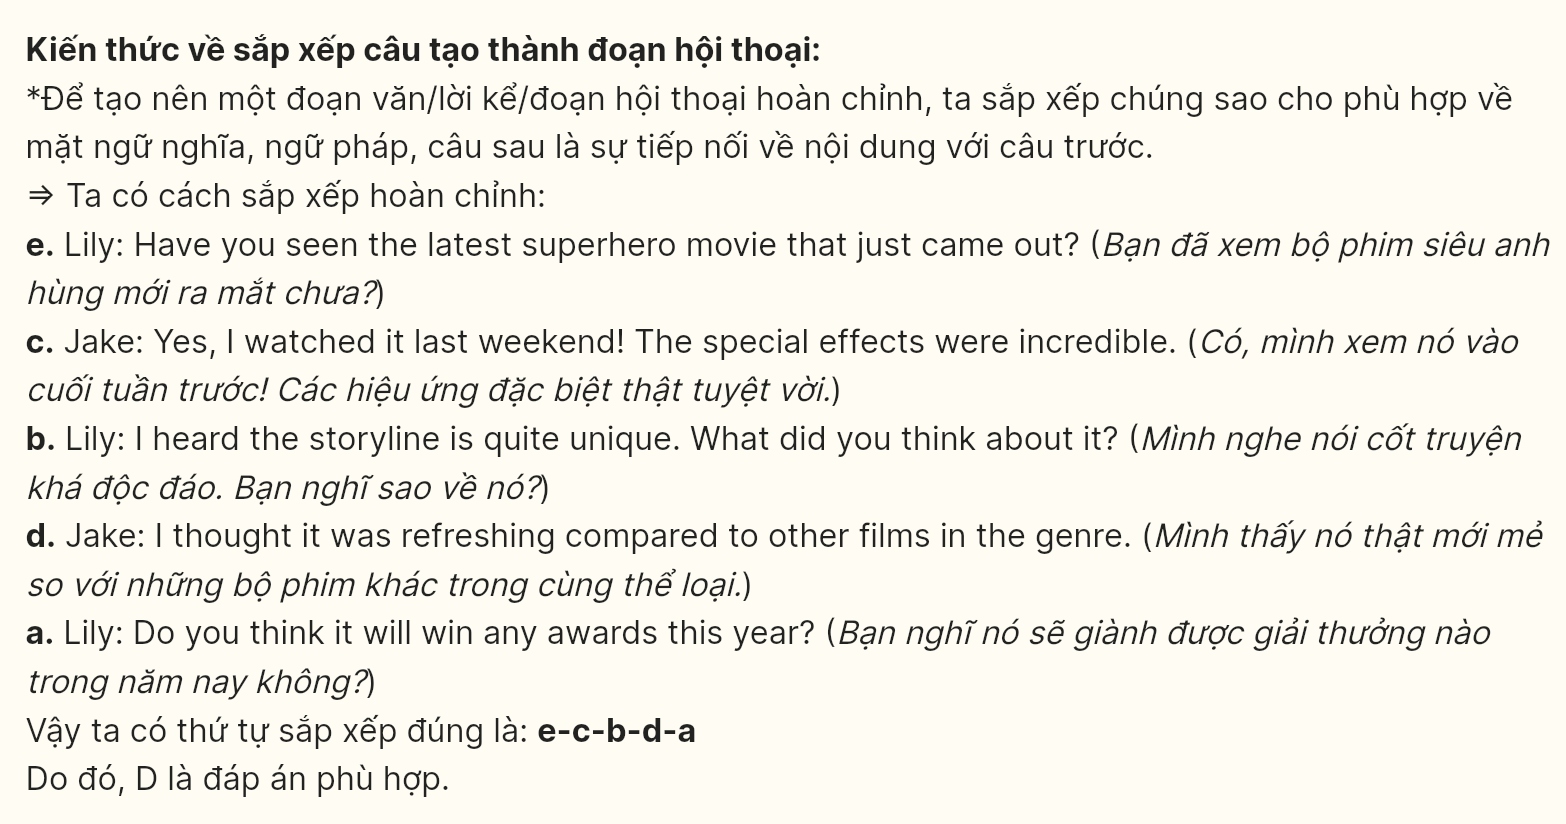 Kiến thức về sắp xếp câu tạo thành đoạn hội thoại:
*Để tạo nên một đoạn văn/lời kể/đoạn hội thoại hoàn chỉnh, ta sắp xếp chúng sao cho phù hợp về
mặt ngữ nghĩa, ngữ pháp, câu sau là sự tiếp nối về nội dung với câu trước.
⇒ Ta có cách sắp xếp hoàn chỉnh:
e. Lily: Have you seen the latest superhero movie that just came out? (Bạn đã xem bộ phim siêu anh
hùng mới ra mắt chưa?)
c. Jake: Yes, I watched it last weekend! The special effects were incredible. (Có, mình xem nó vào
cuối tuần trước! Các hiệu ứng đặc biệt thật tuyệt vời.)
b. Lily: I heard the storyline is quite unique. What did you think about it? (Mình nghe nói cốt truyện
khá độc đáo. Bạn nghĩ sao về nó?)
d. Jake: I thought it was refreshing compared to other films in the genre. (Mình thấy nó thật mới mẻ
so với những bộ phim khác trong cùng thể loại.)
a. Lily: Do you think it will win any awards this year? (Bạn nghĩ nó sẽ giành được giải thưởng nào
trong năm nay không?)
Vậy ta có thứ tự sắp xếp đúng là: e-c-b-d-a
Do đó, D là đáp án phù hợp.